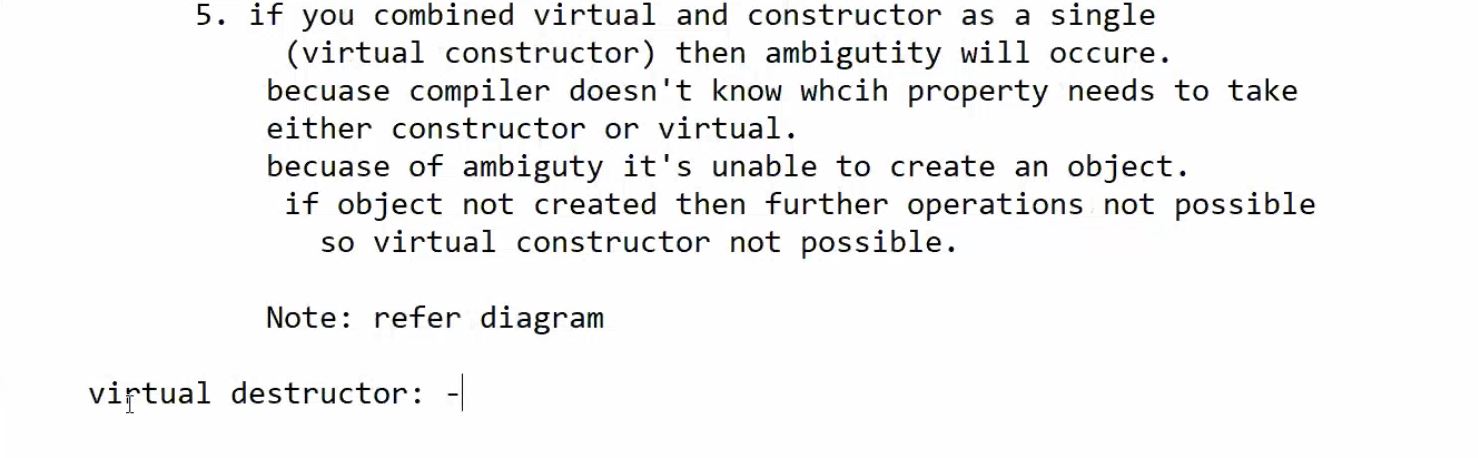 5. if you combined virtual and constructor as a single
(virtual constructor) then ambigutity will occure.
becuase compiler doesn't know whcih property needs to take
either constructor or virtual.
becuase of ambiguty it's unable to create an object.
if object not created then further operations not possible
so virtual constructor not possible.
Note: refer diagram
virtual destructor: -